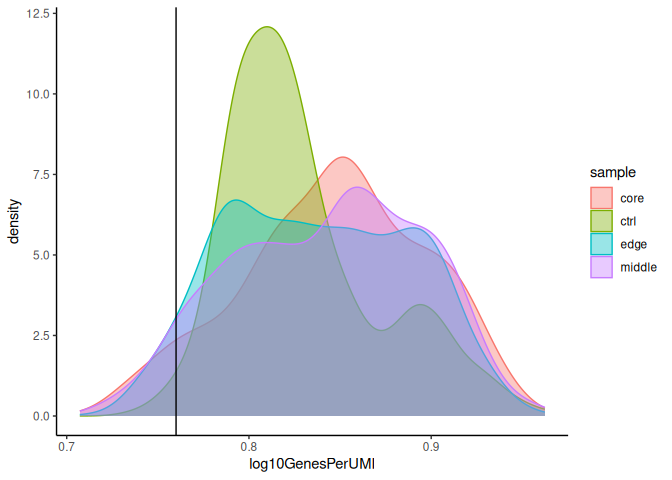 12.5
10.0
7.5
5.0
2.5
0.0
density
0.7
0.8
0.9
log10GenesPerUMI
sample
core
ctrl
edge
middle